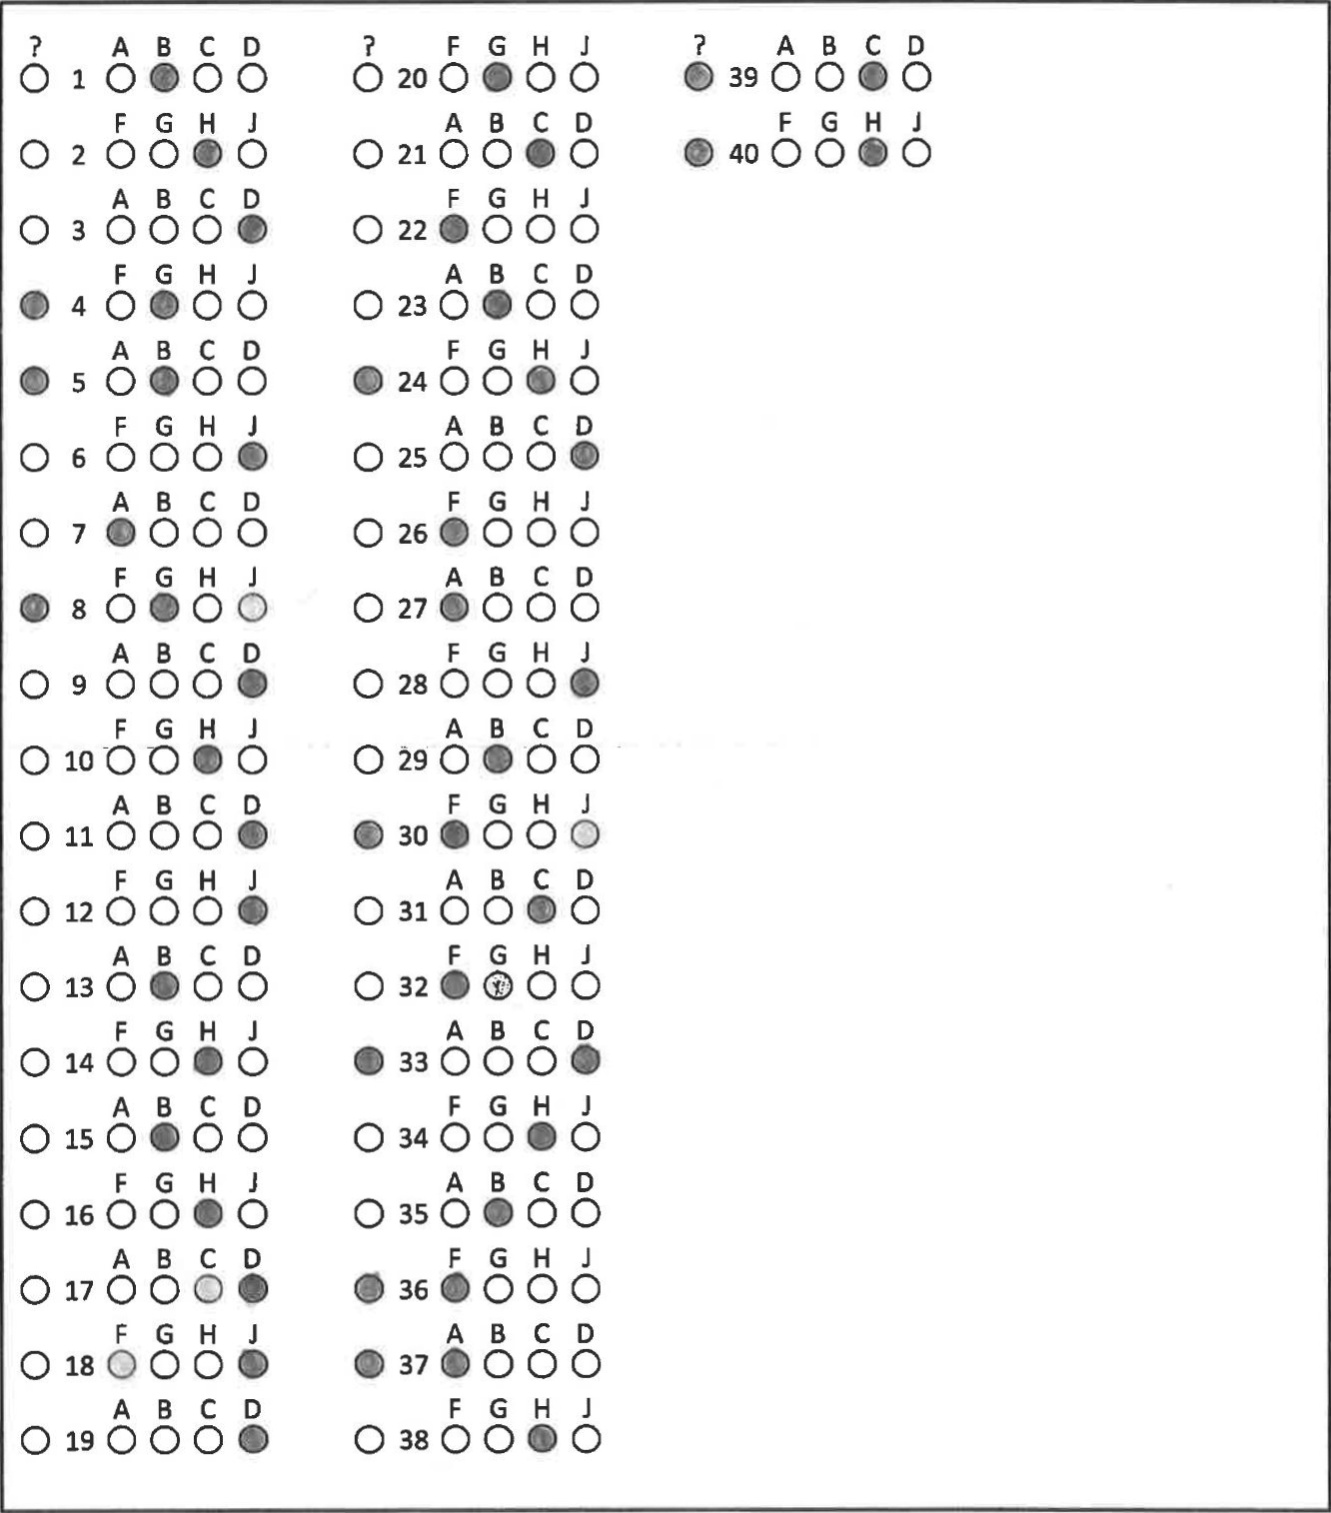 ? A B C D
1
F G H J
2
A B C D
3
F G H J
4
A B C D
5
F G H J
6
A B C D
7
F G H J
8
A B C D
9
F G H J
10
A B C D
11
F G H J
12
A B C D
13
F G H J
14
A B C D
15
F G H J
16
A B C D
17
F G H J
18
A B C D
19
? F G H J
20
A B C D
21
F G H J
22
A B C D
23
F G H J
24
A B C D
25
F G H J
26
A B C D
27
F G H J
28
A B C D
29
F G H J
30
A B C D
31
F G H J
32
A B C D
33
F G H J
34
A B C D
35
F G H J
36
A B C D
37
F G H J
38
? A B C D
39
F G H J
40